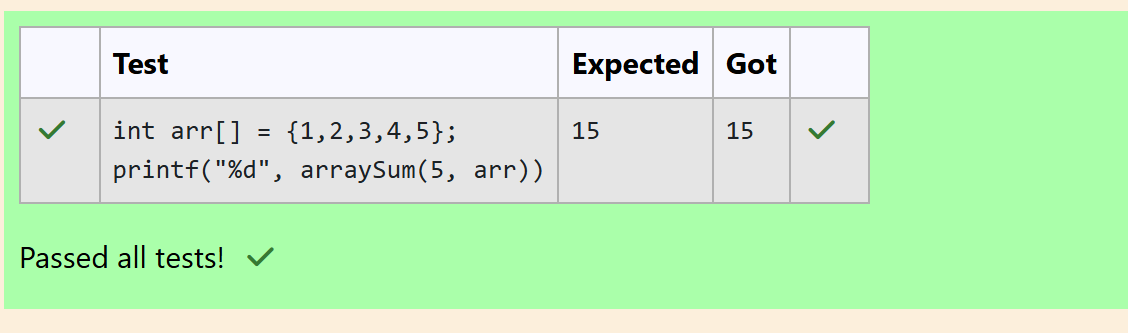 Test Expected Got
int arr[] = {1,2,3,4,5}; 15 15
printf("%d", arraySum(5, arr))
Passed all tests!